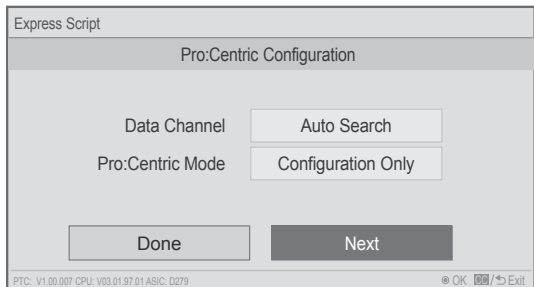 Express Script
Pro:Centric Configuration
Data Channel Auto Search
Pro:Centric Mode Configuration Only
Done Next
PTC: V1.00.007 CPU: V03.01.97.01 ASIC: D279 OK CC/ Exit